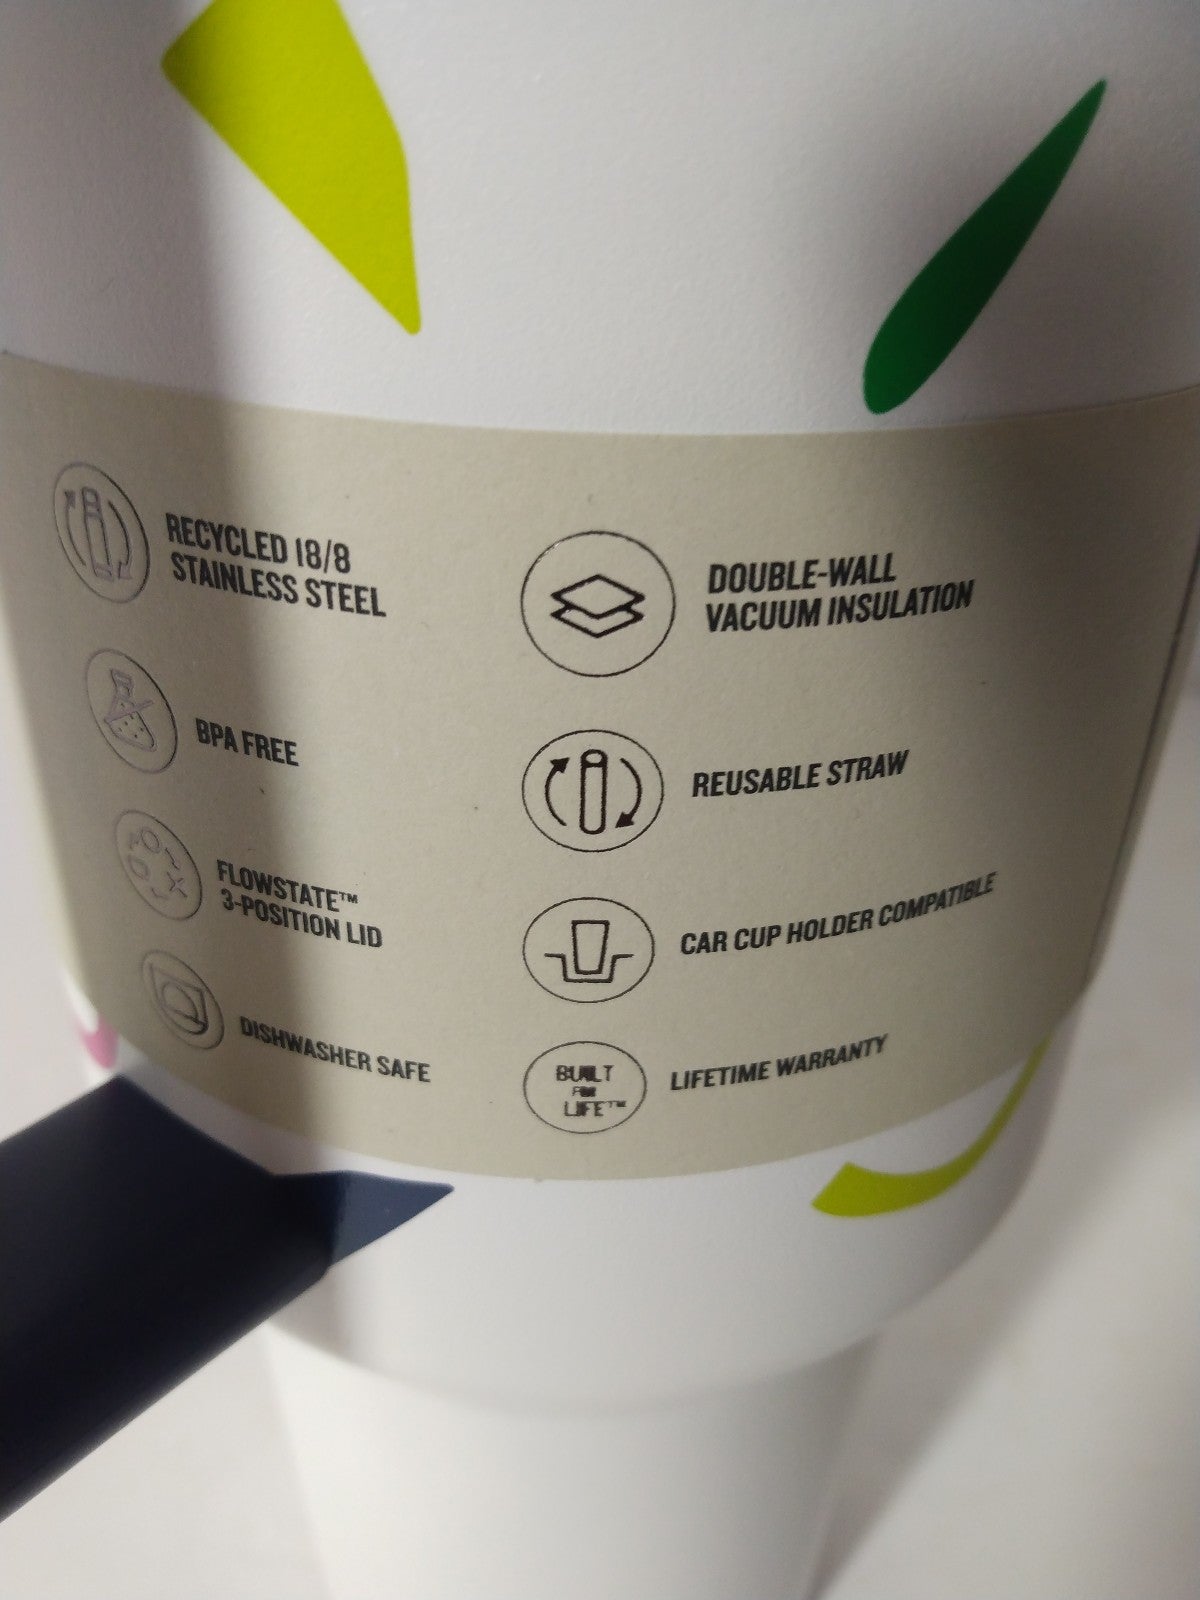 RECYCLED 18/8
STAINLESS STEEL
BPA FREE
FLOWSTATE™
3-POSITION LID
DISHWASHER SAFE
DOUBLE-WALL
VACUUM INSULATION
REUSABLE STRAW
CAR CUP HOLDER COMPATIBLE
BUILT
FOR
LIFE™
LIFETIME WARRANTY